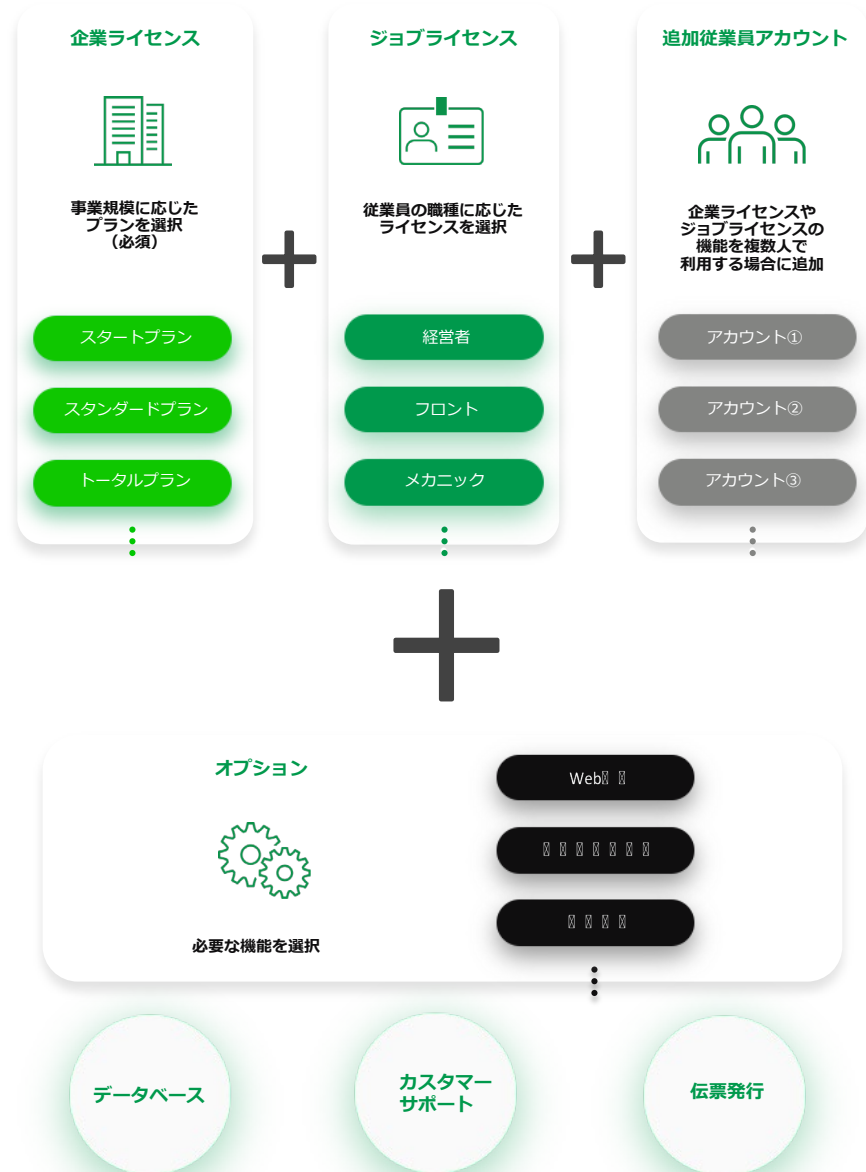 企業ライセンス
事業規模に応じた
プランを選択
（必須）
スタートプラン
スタンダードプラン
トータルプラン
ジョブライセンス
従業員の職種に応じた
ライセンスを選択
経営者
フロント
メカニック
追加従業員アカウント
企業ライセンスや
ジョブライセンスの
機能を複数人で
利用する場合に追加
アカウント①
アカウント②
アカウント③
オプション
必要な機能を選択
Web
データベース
カスタマー
サポート
伝票発行